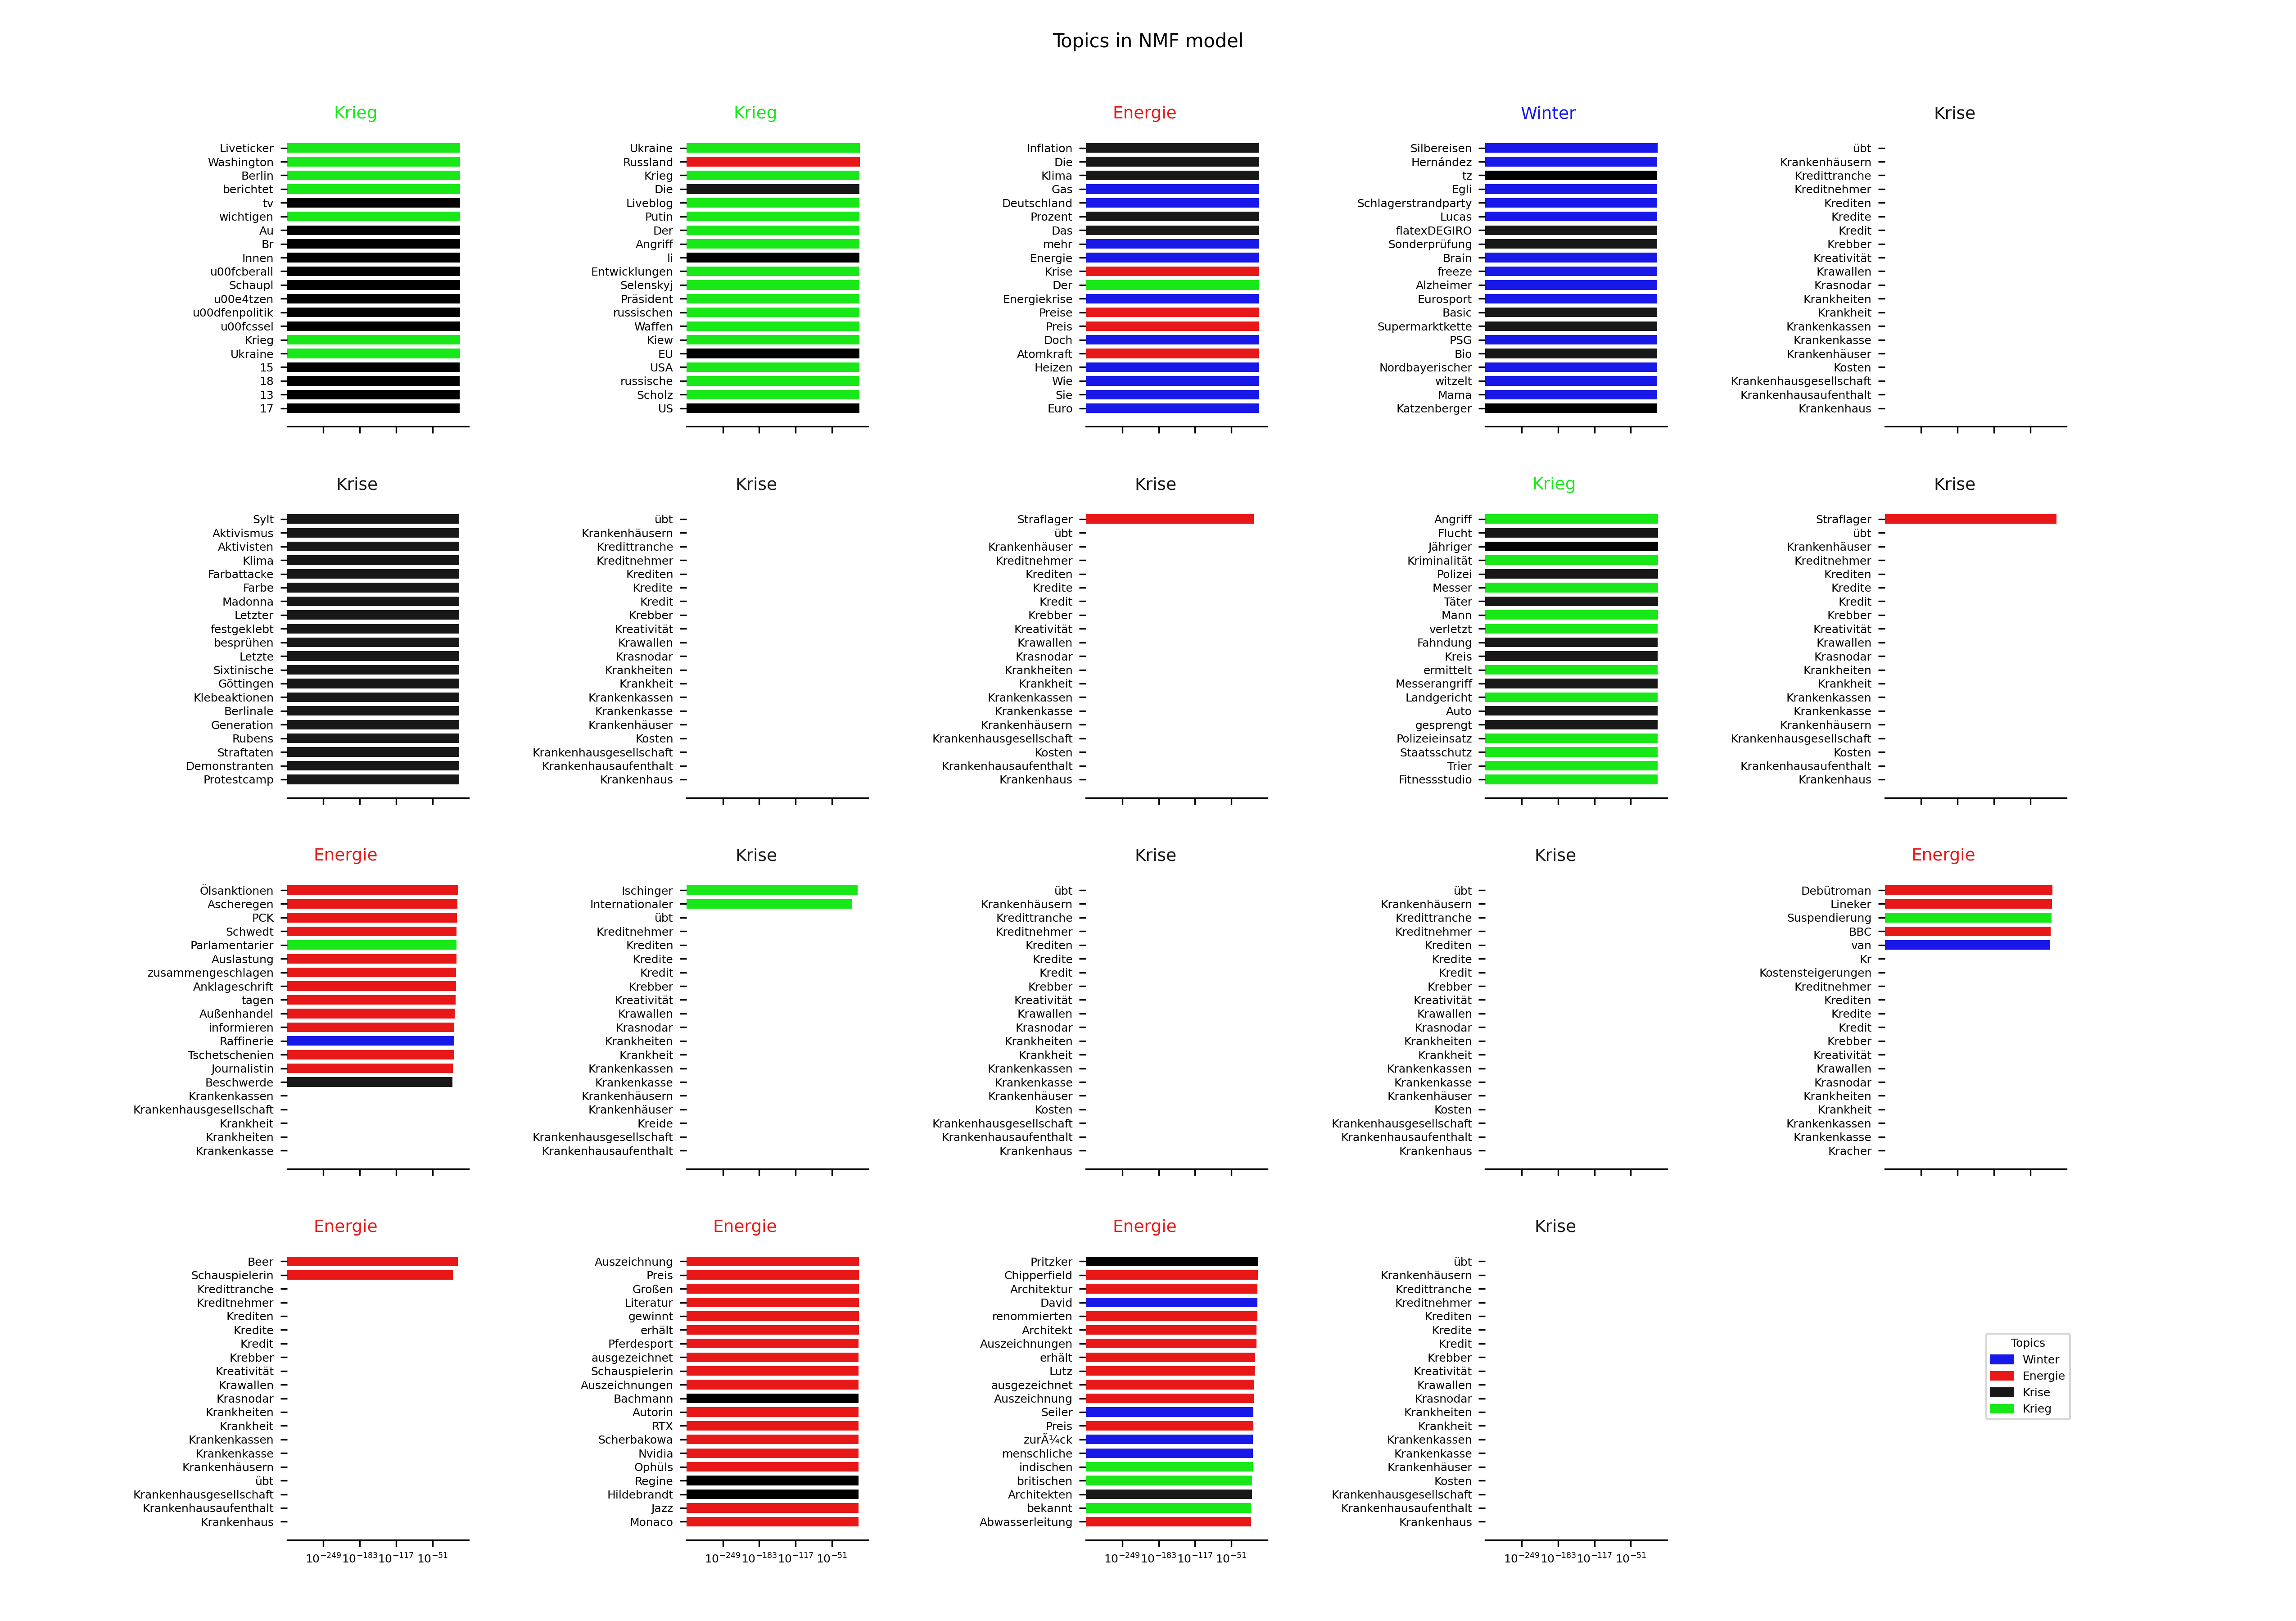 Topics in NMF model
Krieg
Liveticker
Washington
Berlin
berichtet
tv
wichtigen
Au
Br
Innen
u00fcberall
Schaupl
u00e4tzen
u00dfenpolitik
u00fcssel
Krieg
Ukraine
15
18
13
17
Krieg
Ukraine
Russland
Krieg
Die
Liveblog
Putin
Der
Angriff
li
Entwicklungen
Selenskyj
Präsident
russischen
Waffen
Kiew
EU
USA
russische
Scholz
US
Energie
Inflation
Die
Klima
Gas
Deutschland
Prozent
Das
mehr
Energie
Krise
Der
Energiekrise
Preise
Preis
Doch
Atomkraft
Heizen
Wie
Sie
Euro
Winter
Silbereisen
Hernández
tz
Egli
Schlagerstrandparty
Lucas
flatexDEGIRO
Sonderprüfung
Brain
freeze
Alzheimer
Eurosport
Basic
Supermarktkette
PSG
Bio
Nordbayerischer
witzelt
Mama
Katzenberger
Krise
übt
Krankenhäusern
Kredittranche
Kreditnehmer
Krediten
Kredite
Kredit
Krebber
Kreativität
Krawallen
Krasnodar
Krankheiten
Krankheit
Krankenkassen
Krankenkasse
Krankenhäuser
Kosten
Krankenhausgesellschaft
Krankenhausaufenthalt
Krankenhaus
Krise
Sylt
Aktivismus
Aktivisten
Klima
Farbattacke
Farbe
Madonna
Letzter
festgeklebt
besprühen
Letzte
Sixtinische
Göttingen
Klebeaktionen
Berlinale
Generation
Rubens
Straftaten
Demonstranten
Protestcamp
Krise
übt
Krankenhäusern
Kredittranche
Kreditnehmer
Krediten
Kredite
Kredit
Krebber
Kreativität
Krawallen
Krasnodar
Krankheiten
Krankheit
Krankenkassen
Krankenkasse
Krankenhäuser
Kosten
Krankenhausgesellschaft
Krankenhausaufenthalt
Krankenhaus
Krise
Straflager
übt
Krankenhäuser
Kreditnehmer
Krediten
Kredite
Kredit
Krebber
Kreativität
Krawallen
Krasnodar
Krankheiten
Krankheit
Krankenkassen
Krankenkasse
Krankenhäusern
Krankenhausgesellschaft
Kosten
Krankenhausaufenthalt
Krankenhaus
Krieg
Angriff
Flucht
Jähriger
Kriminalität
Polizei
Messer
Täter
Mann
verletzt
Fahndung
Kreis
ermittelt
Messerangriff
Landgericht
Auto
gesprengt
Polizeieinsatz
Staatsschutz
Trier
Fitnessstudio
Krise
Straflager
übt
Krankenhäuser
Kreditnehmer
Krediten
Kredite
Kredit
Krebber
Kreativität
Krawallen
Krasnodar
Krankheiten
Krankheit
Krankenkassen
Krankenkasse
Krankenhäusern
Krankenhausgesellschaft
Kosten
Krankenhausaufenthalt
Krankenhaus
Energie
Ölsanktionen
Ascheregen
PCK
Schwedt
Parlamentarier
Auslastung
zusammengeschlagen
Anklageschrift
tagen
Außenhandel
informieren
Raffinerie
Tschetschenien
Journalistin
Beschwerde
Krankenkassen
Krankenhausgesellschaft
Krankheit
Krankheiten
Krankenkasse
Krise
Ischinger
Internationaler
übt
Kreditnehmer
Krediten
Kredite
Kredit
Krebber
Kreativität
Krawallen
Krasnodar
Krankheiten
Krankheit
Krankenkassen
Krankenkasse
Krankenhäusern
Krankenhäuser
Kreide
Krankenhausgesellschaft
Krankenhausaufenthalt
Krise
übt
Krankenhäusern
Kredittranche
Kreditnehmer
Krediten
Kredite
Kredit
Krebber
Kreativität
Krawallen
Krasnodar
Krankheiten
Krankheit
Krankenkassen
Krankenkasse
Krankenhäuser
Kosten
Krankenhausgesellschaft
Krankenhausaufenthalt
Krankenhaus
Krise
übt
Krankenhäusern
Kredittranche
Kreditnehmer
Krediten
Kredite
Kredit
Krebber
Kreativität
Krawallen
Krasnodar
Krankheiten
Krankheit
Krankenkassen
Krankenkasse
Krankenhäuser
Kosten
Krankenhausgesellschaft
Krankenhausaufenthalt
Krankenhaus
Energie
Debütroman
Lineker
Suspendierung
BBC
van
Kr
Kostensteigerungen
Kreditnehmer
Krediten
Kredite
Kredit
Krebber
Kreativität
Krawallen
Krasnodar
Krankheiten
Krankheit
Krankenkassen
Krankenkasse
Kracher
Energie
Beer
Schauspielerin
Kredittranche
Kreditnehmer
Krediten
Kredite
Kredit
Krebber
Kreativität
Krawallen
Krasnodar
Krankheiten
Krankheit
Krankenkassen
Krankenkasse
Krankenhäusern
übt
Krankenhausgesellschaft
Krankenhausaufenthalt
Krankenhaus
10⁻²⁴⁹ 10⁻¹⁸³ 10⁻¹¹⁷ 10⁻⁵¹
Energie
Auszeichnung
Preis
Großen
Literatur
gewinnt
erhält
Pferdesport
ausgezeichnet
Schauspielerin
Auszeichnungen
Bachmann
Autorin
RTX
Scherbakowa
Nvidia
Ophüls
Regine
Hildebrandt
Jazz
Monaco
10⁻²⁴⁹ 10⁻¹⁸³ 10⁻¹¹⁷ 10⁻⁵¹
Energie
Pritzker
Chipperfield
Architektur
David
renommierten
Architekt
Auszeichnungen
erhält
Lutz
ausgezeichnet
Auszeichnung
Seiler
Preis
zurÃ¼ck
menschliche
indischen
britischen
Architekten
bekannt
Abwasserleitung
10⁻²⁴⁹ 10⁻¹⁸³ 10⁻¹¹⁷ 10⁻⁵¹
Krise
übt
Krankenhäusern
Kredittranche
Kreditnehmer
Krediten
Kredite
Kredit
Krebber
Kreativität
Krawallen
Krasnodar
Krankheiten
Krankheit
Krankenkassen
Krankenkasse
Krankenhäuser
Kosten
Krankenhausgesellschaft
Krankenhausaufenthalt
Krankenhaus
10⁻²⁴⁹ 10⁻¹⁸³ 10⁻¹¹⁷ 10⁻⁵¹
Topics
Winter
Energie
Krise
Krieg